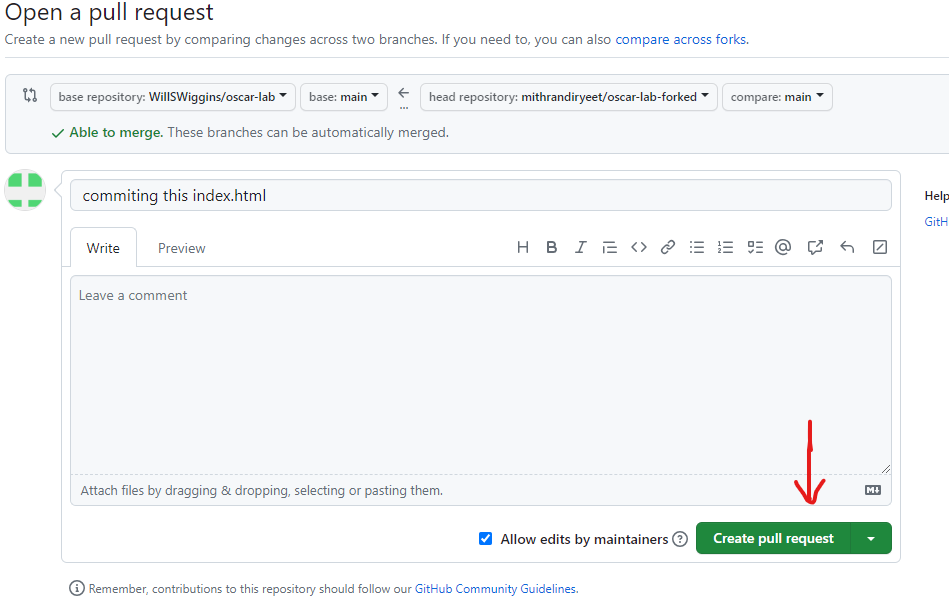 Open a pull request
Create a new pull request by comparing changes across two branches. If you need to, you can also compare across forks.
base repository: WillSWiggins/oscar-lab base: main ... head repository: mithrandiryeet/oscar-lab-forked compare: main
Able to merge. These branches can be automatically merged.
commiting this index.html
Help
GitH
Write Preview H B I @
Leave a comment
Attach files by dragging & dropping, selecting or pasting them.
Allow edits by maintainers ? Create pull request
Remember, contributions to this repository should follow our GitHub Community Guidelines.